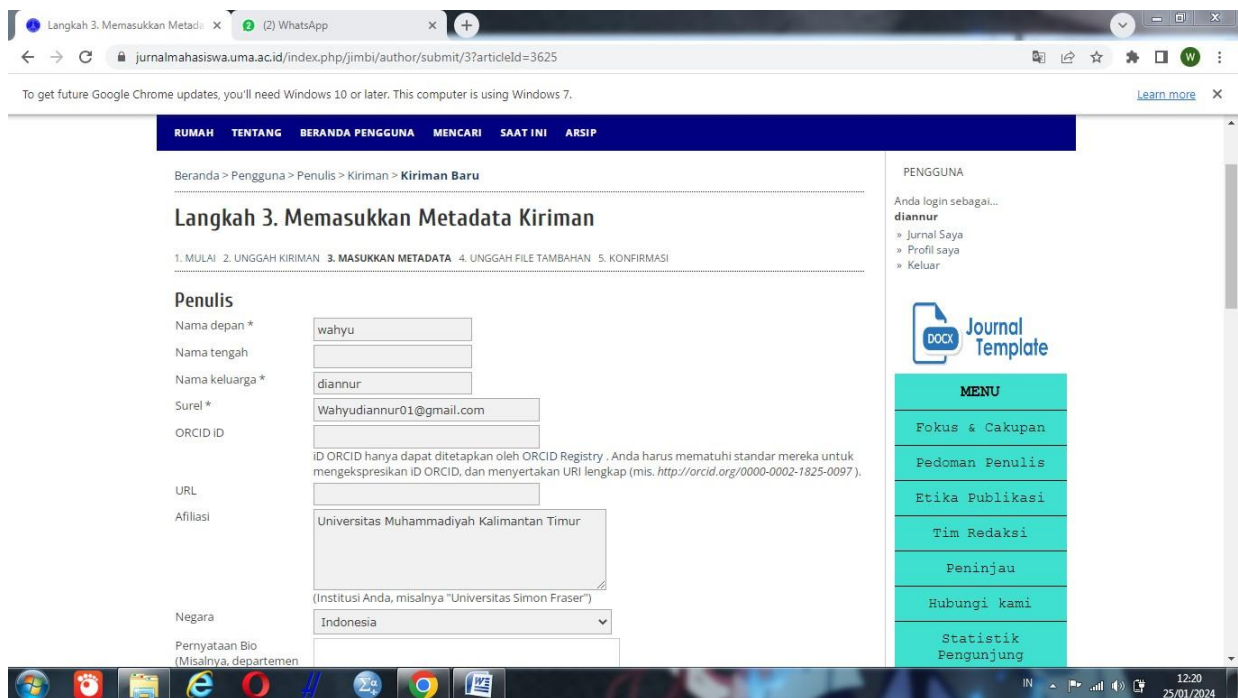 Langkah 3. Memasukkan Metada
(2) WhatsApp
jurnalmahasiswa.uma.ac.id/index.php/jimbi/author/submit/3?articleId=3625
W
To get future Google Chrome updates, you'll need Windows 10 or later. This computer is using Windows 7.
Learn more
RUMAH TENTANG BERANDA PENGGUNA MENCARI SAAT INI ARSIP
Beranda > Pengguna > Penulis > Kiriman > Kiriman Baru
Langkah 3. Memasukkan Metadata Kiriman
1. MULAI 2. UNGGAH KIRIMAN 3. MASUKKAN METADATA 4. UNGGAH FILE TAMBAHAN 5. KONFIRMASI
Penulis
Nama depan *
wahyu
Nama tengah
Nama keluarga *
diannur
Surel *
Wahyudiannur01@gmail.com
ORCID iD
iD ORCID hanya dapat ditetapkan oleh ORCID Registry . Anda harus mematuhi standar mereka untuk
mengekspresikan iD ORCID, dan menyertakan URI lengkap (mis. http://orcid.org/0000-0002-1825-0097 ).
URL
Afiliasi
Universitas Muhammadiyah Kalimantan Timur
(Institusi Anda, misalnya "Universitas Simon Fraser")
Negara
Indonesia
Pernyataan Bio
(Misalnya, departemen
PENGGUNA
Anda login sebagai...
diannur
» Jurnal Saya
» Profil saya
» Keluar
DOCX
Journal
Template
MENU
Fokus & Cakupan
Pedoman Penulis
Etika Publikasi
Tim Redaksi
Peninjau
Hubungi kami
Statistik
Pengunjung
IN
12:20
25/01/2024